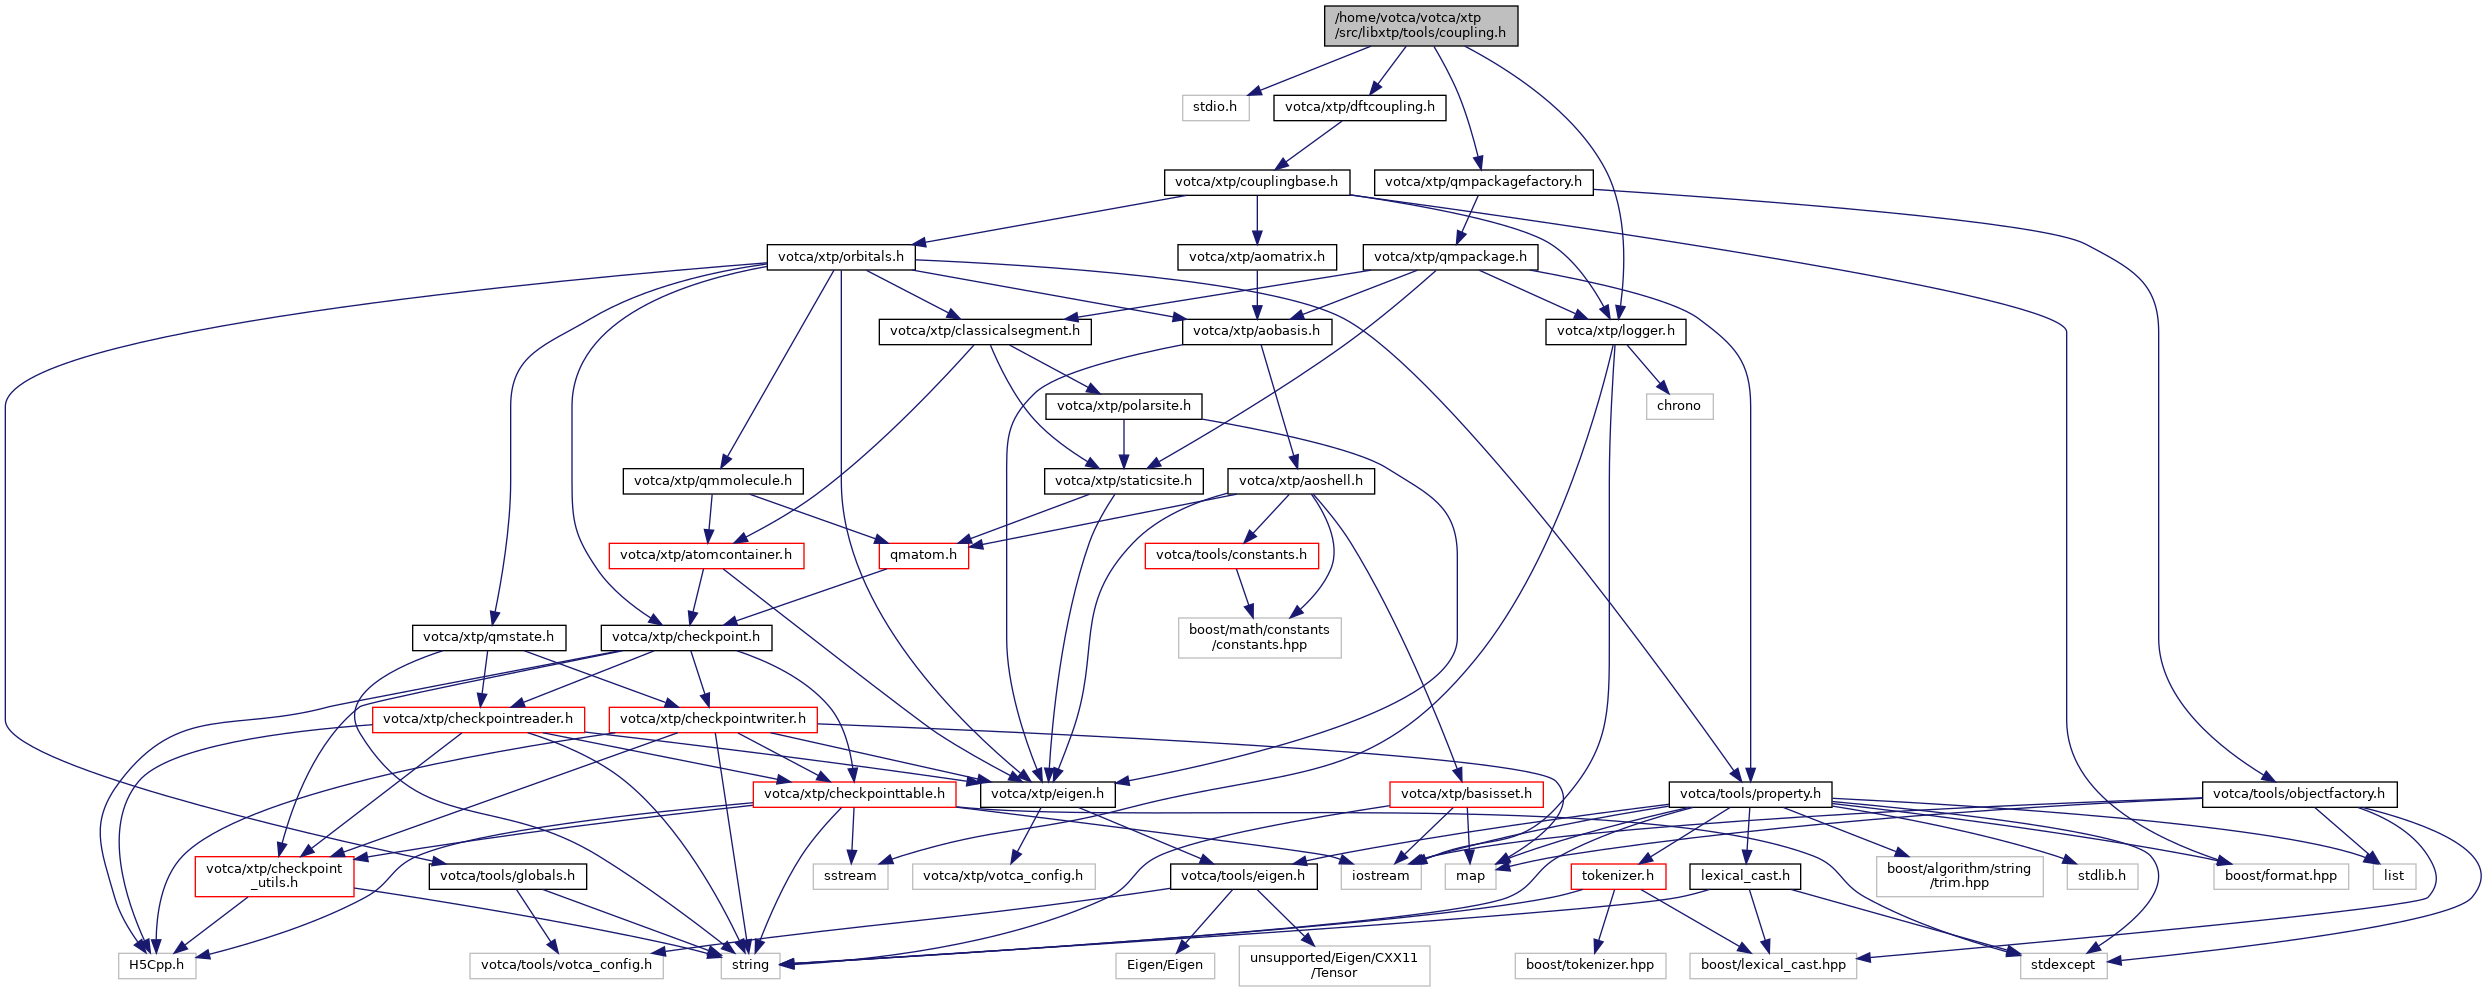 /home/votca/votca/xtp
/src/libxtp/tools/coupling.h
stdio.h
votca/xtp/dftcoupling.h
votca/xtp/couplingbase.h
votca/xtp/qmpackagefactory.h
votca/xtp/orbitals.h
votca/xtp/aomatrix.h
votca/xtp/qmpackage.h
votca/xtp/classicalsegment.h
votca/xtp/aobasis.h
votca/xtp/logger.h
votca/xtp/polarsite.h
chrono
votca/xtp/qmmolecule.h
votca/xtp/staticsite.h
votca/xtp/aoshell.h
votca/xtp/atomcontainer.h
qmatom.h
votca/tools/constants.h
votca/xtp/qmstate.h
votca/xtp/checkpoint.h
boost/math/constants
/constants.hpp
votca/xtp/checkpointreader.h
votca/xtp/checkpointwriter.h
votca/xtp/checkpointtable.h
votca/xtp/eigen.h
votca/xtp/basisset.h
votca/tools/property.h
votca/tools/objectfactory.h
votca/xtp/checkpoint
_utils.h
votca/tools/globals.h
sstream
votca/xtp/votca_config.h
votca/tools/eigen.h
iostream
map
tokenizer.h
lexical_cast.h
boost/algorithm/string
/trim.hpp
stdlib.h
boost/format.hpp
list
H5Cpp.h
votca/tools/votca_config.h
string
Eigen/Eigen
unsupported/Eigen/CXX11
/Tensor
boost/tokenizer.hpp
boost/lexical_cast.hpp
stdexcept